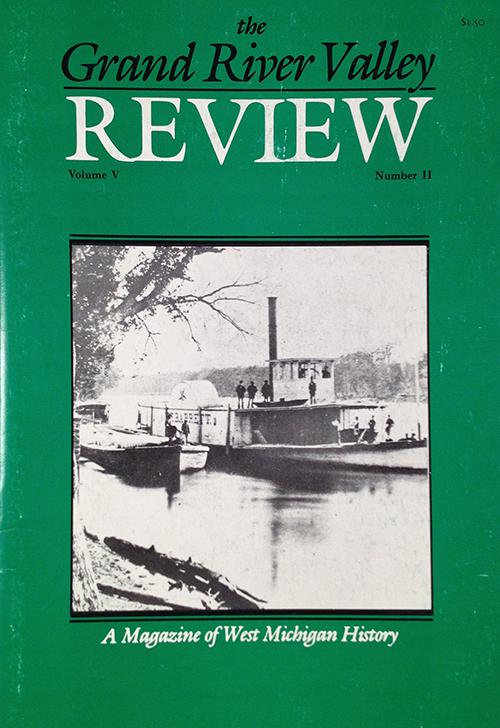 $1.50
the
Grand River Valley
REVIEW
Volume V
Number II
A Magazine of West Michigan History